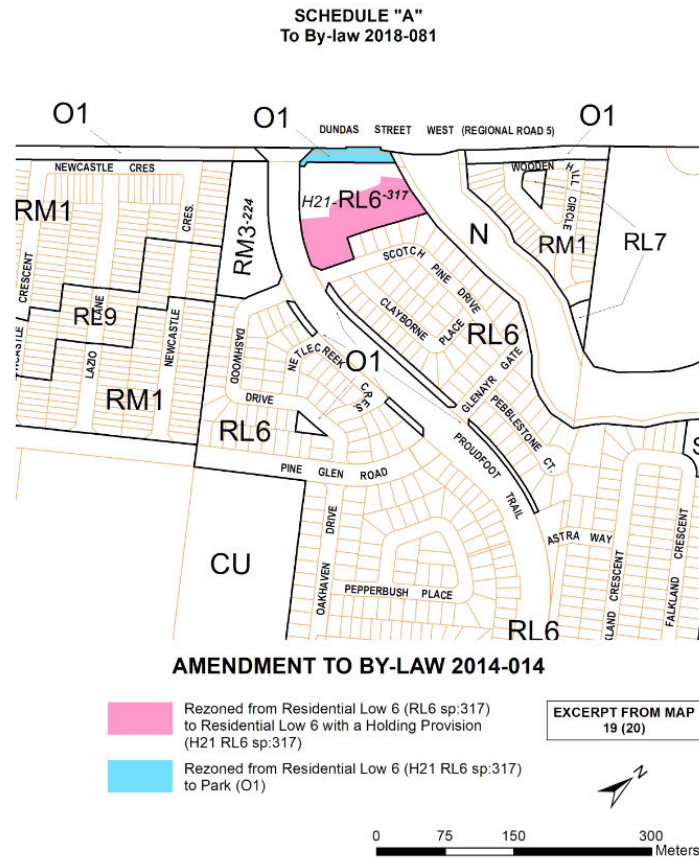 SCHEDULE "A"
To By-law 2018-081
O1
O1
DUNDAS STREET WEST (REGIONAL ROAD 5)
O1
NEWCASTLE CRES
WOODEN HILL CIRCLE
RM1
CRES.
RM3-224
H21-RL6-317
N
RM1
RL7
SCOTCH PINE DRIVE
CRESCENT
LANE
RL9
CLAYBORNE PLACE
RL6
NEWCASTLE
LAZIO
DASHWOOD
NETLECREEK CRES.
O1
GLENAYR GATE
RM1
DRIVE
PEBBLESTONE CT.
RL6
PROUDFOOT TRAIL
PINE GLEN ROAD
S
CU
OAKHAVEN DRIVE
ASTRA WAY
PEPPERBUSH PLACE
KLAND CRESCENT
FALKLAND CRESCENT
RL6
AMENDMENT TO BY-LAW 2014-014
Rezoned from Residential Low 6 (RL6 sp:317)
to Residential Low 6 with a Holding Provision
(H21 RL6 sp:317)
EXCERPT FROM MAP
19 (20)
Rezoned from Residential Low 6 (H21 RL6 sp:317)
to Park (O1)
N
0 75 150 300
Meters